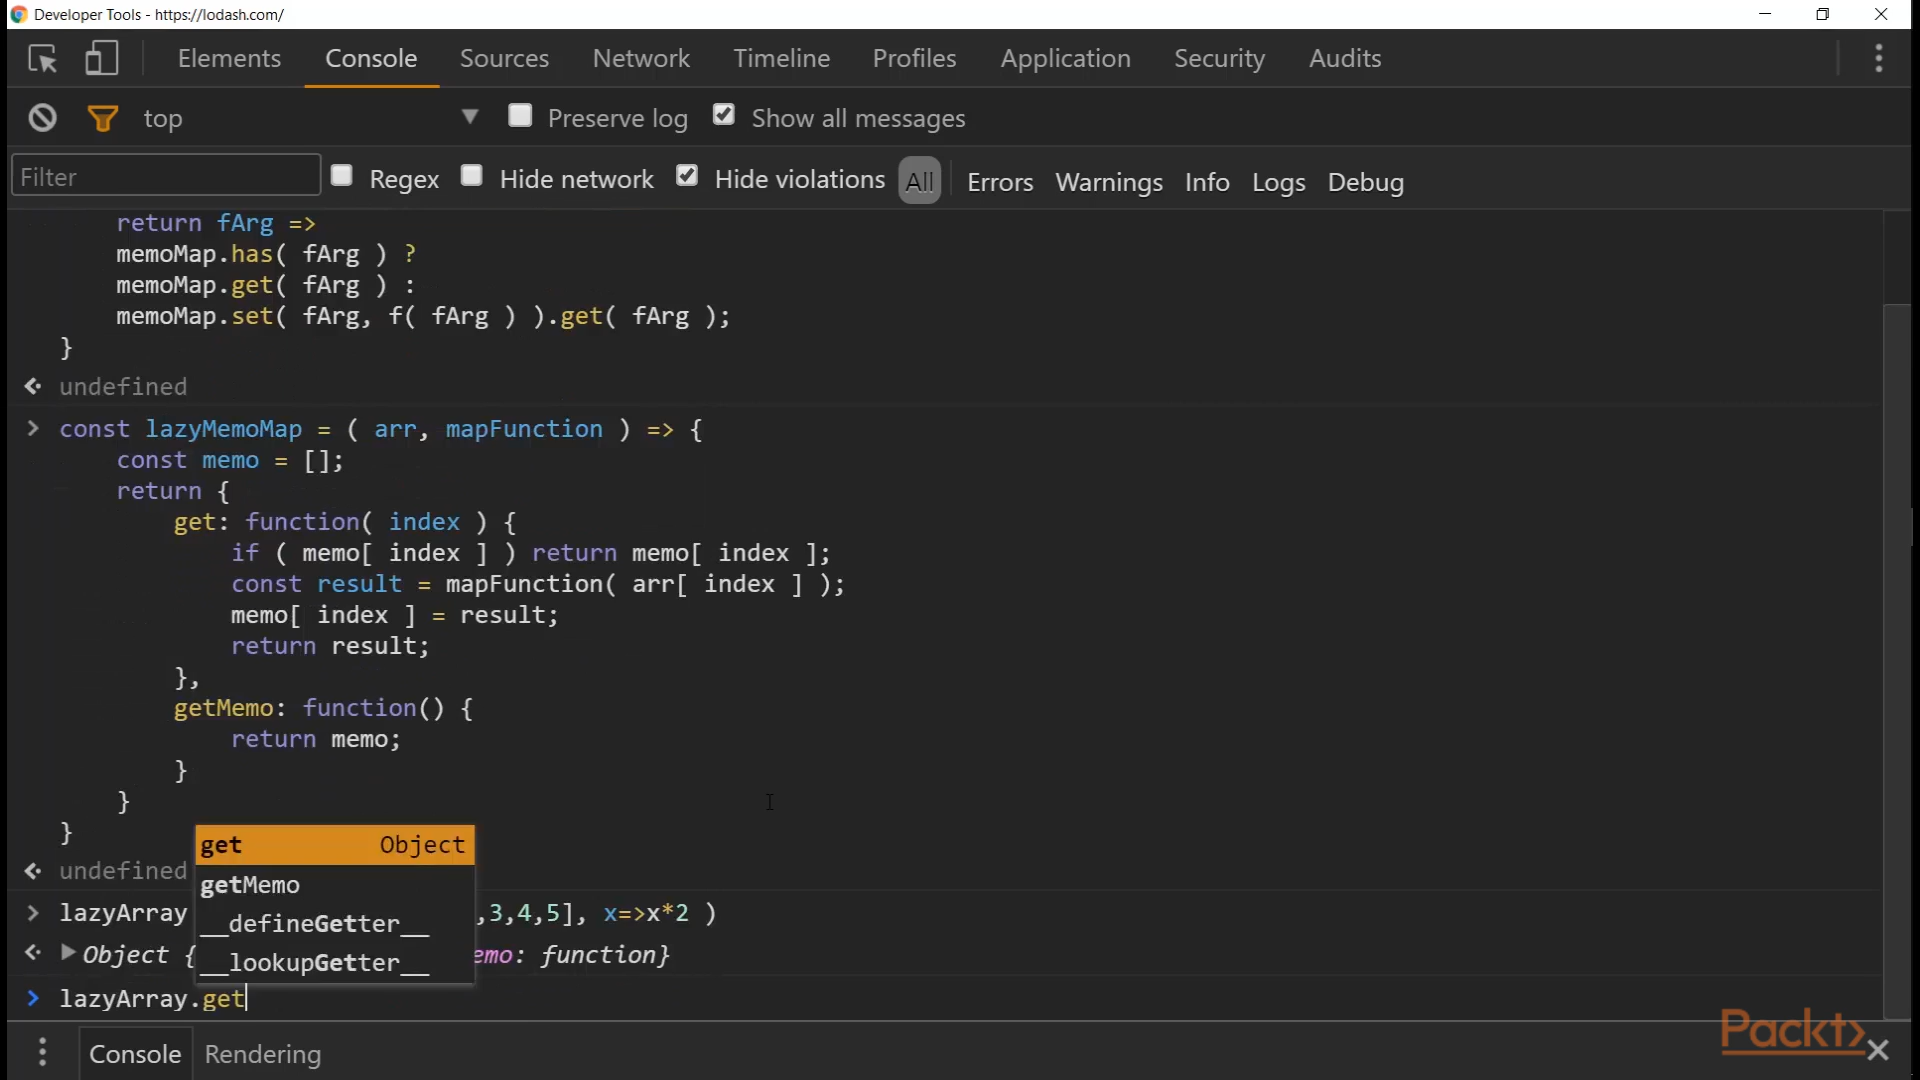 Developer Tools - https://lodash.com/
Elements Console Sources Network Timeline Profiles Application Security Audits
top Preserve log Show all messages
Filter Regex Hide network Hide violations All Errors Warnings Info Logs Debug
return fArg =>
memoMap.has( fArg ) ?
memoMap.get( fArg ) :
memoMap.set( fArg, f( fArg ) ).get( fArg );
}
undefined
const lazyMemoMap = ( arr, mapFunction ) => {
const memo = [];
return {
get: function( index ) {
if ( memo[ index ] ) return memo[ index ];
const result = mapFunction( arr[ index ] );
memo[ index ] = result;
return result;
},
getMemo: function() {
return memo;
}
}
}
get Object
undefined
getMemo
lazyArray ,3,4,5], x=>x*2 )
__defineGetter__
Object { emo: function}
__lookupGetter__
lazyArray.get
Packt>
Console Rendering